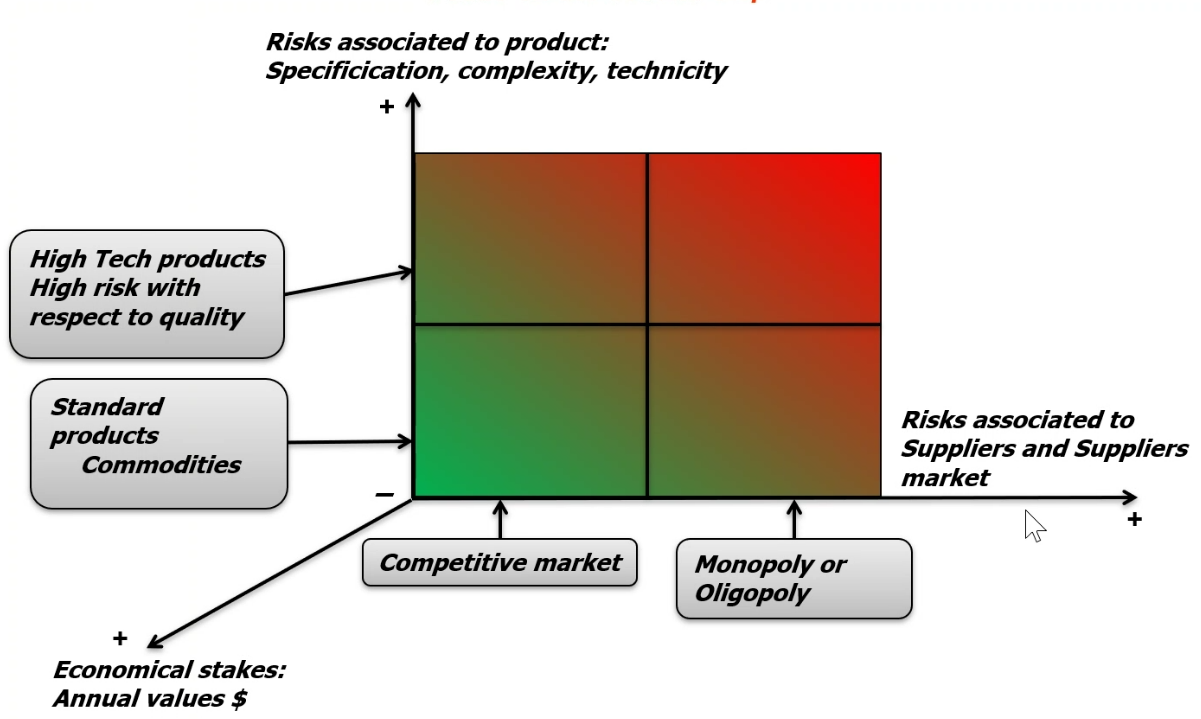 Risks associated to product:
Specificication, complexity, technicity
+
High Tech products
High risk with
respect to quality
Standard
products
Commodities
Risks associated to
Suppliers and Suppliers
market
–
+
Competitive market
Monopoly or
Oligopoly
+
Economical stakes:
Annual values $